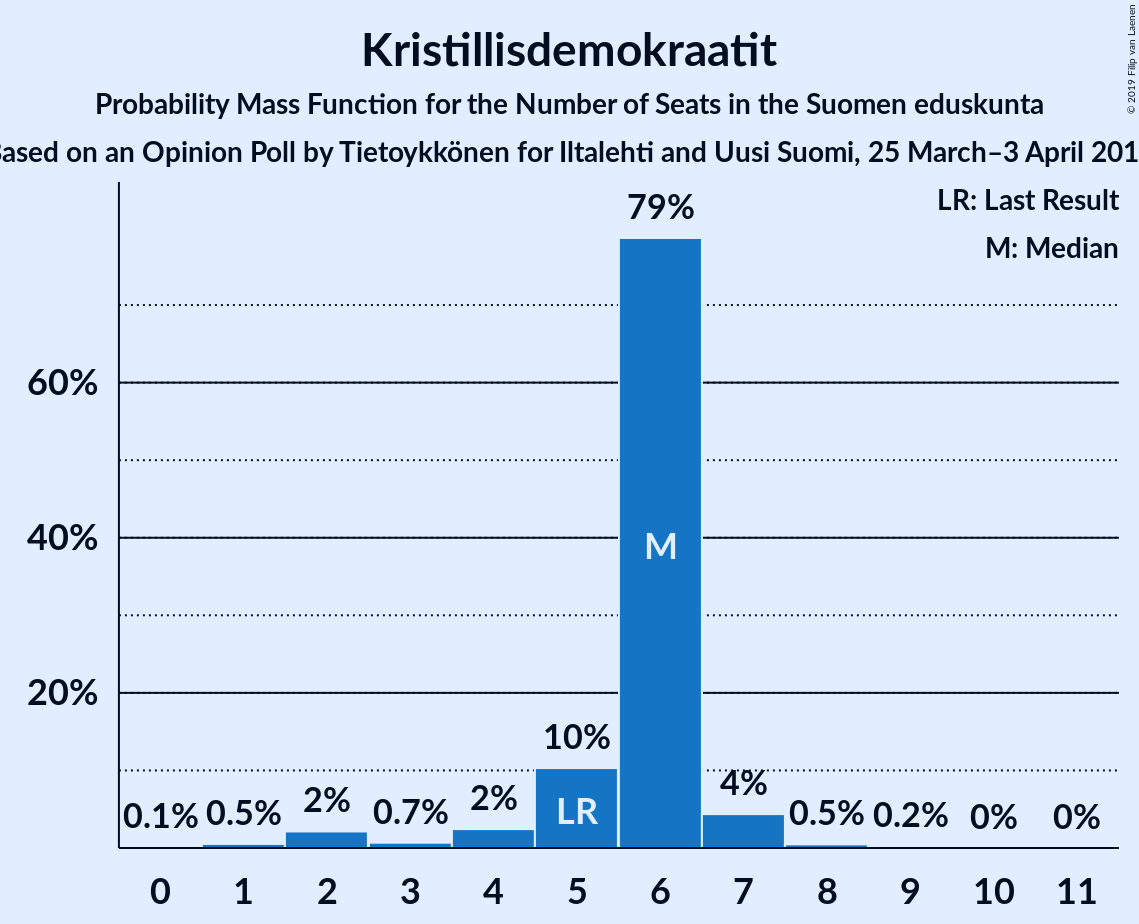 Kristillisdemokraatit
Probability Mass Function for the Number of Seats in the Suomen eduskunta
on an Opinion Poll by Tietoykkönen for Iltalehti and Uusi Suomi, 25 March–3 April
© 2019 Filip van Laenen
LR: Last Result
M: Median
79%
60%
40%
M
20%
10%
4%
LR
0.1% 0.5% 2% 0.7% 2% 0.5% 0.2% 0% 0%
0 1 2 3 4 5 6 7 8 9 10 11